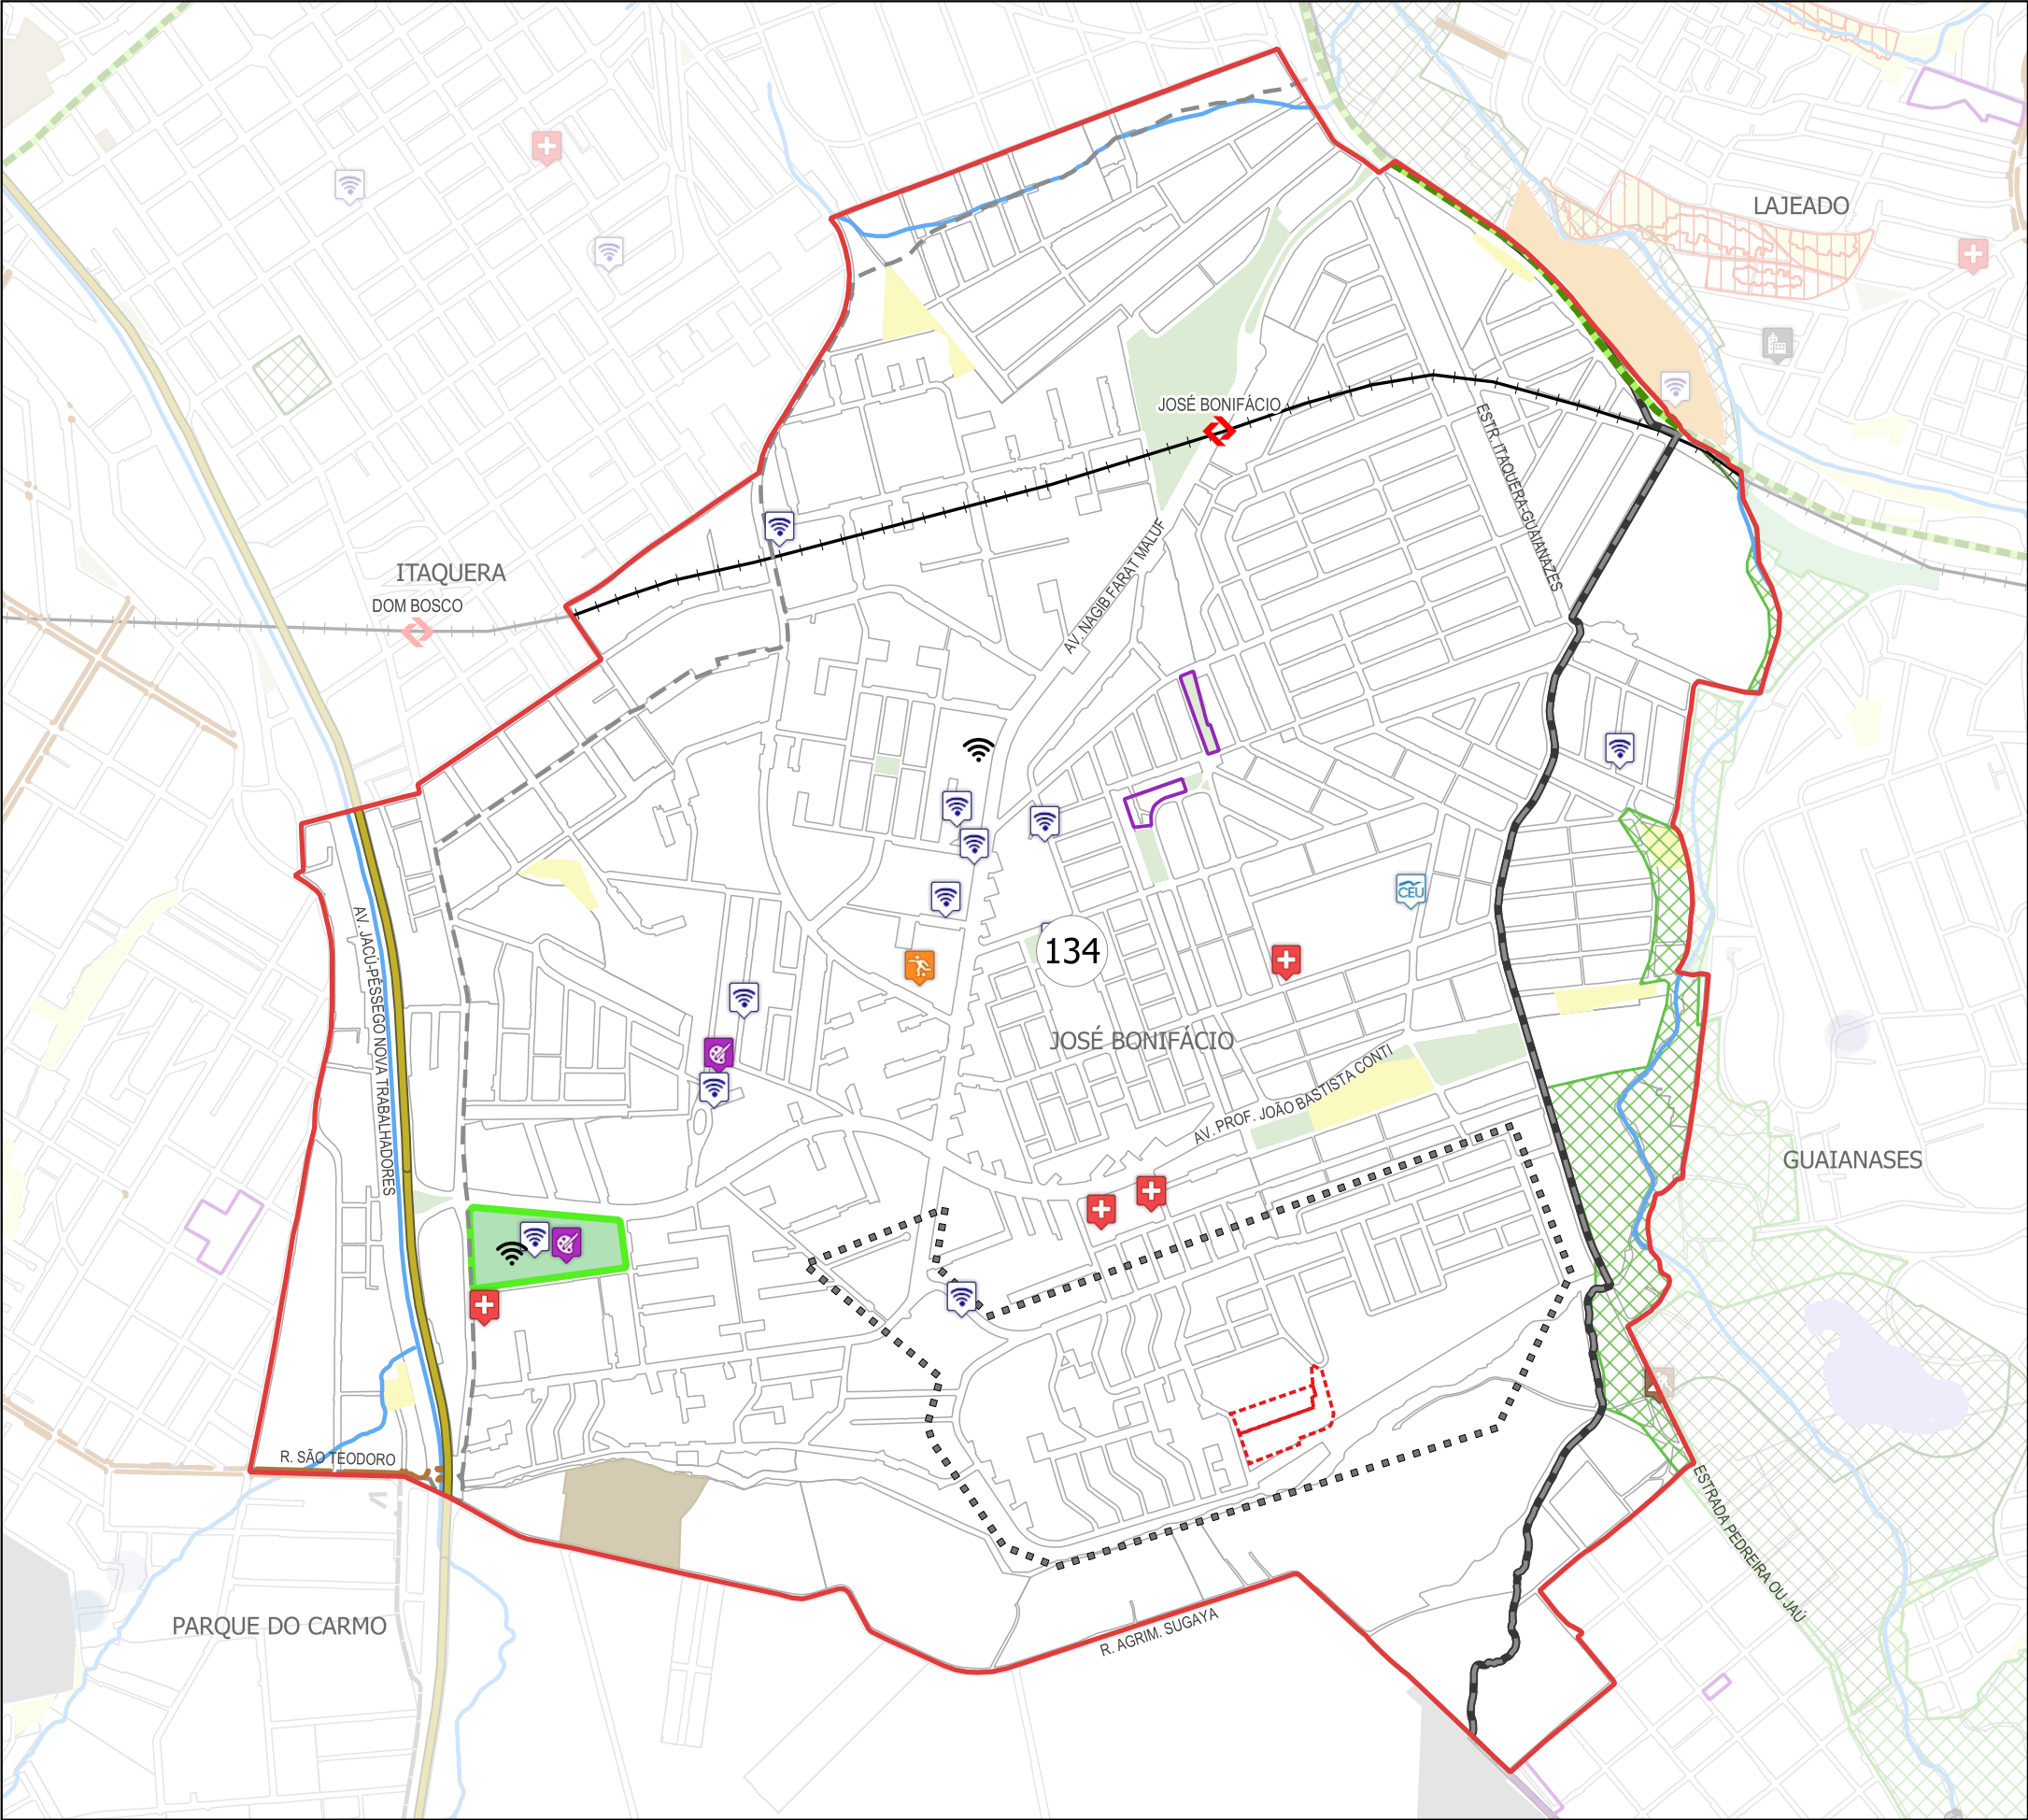 LAJEADO
JOSÉ BONIFÁCIO
ESTR. ITAQUERA-GUAIANAZES
ITAQUERA
DOM BOSCO
AV. NAGIB FARAT MALUF
CEU
134
AV. JACÚ-PÊSSEGO NOVA TRABALHADORES
JOSÉ BONIFÁCIO
AV. PROF. JOÃO BASTISTA CONTI
GUAIANASES
R. SÃO TEODORO
ESTRADA PEDREIRA OU JAÚ
PARQUE DO CARMO
R. AGRIM. SUGAYA